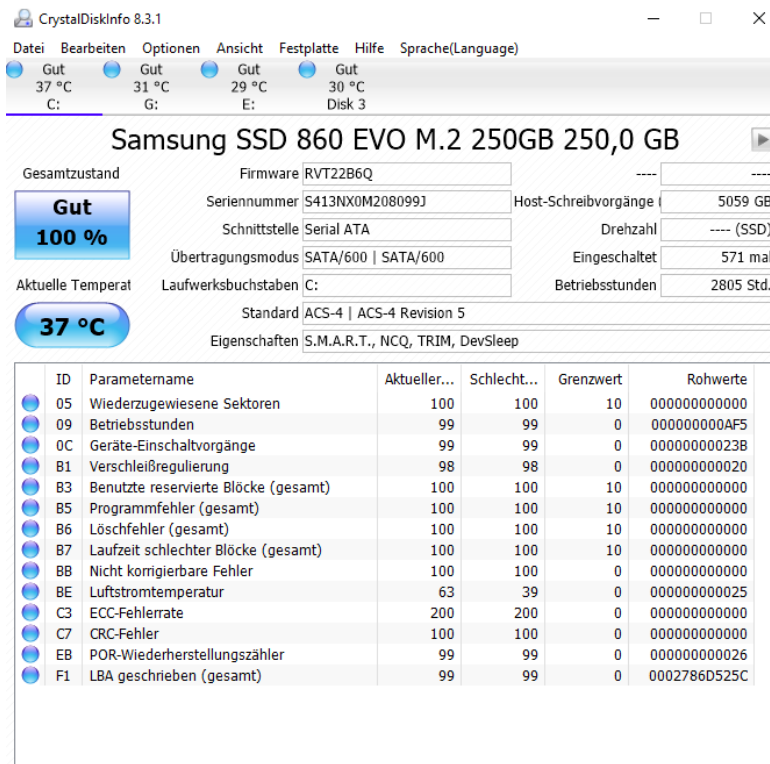 CrystalDiskInfo 8.3.1
Datei Bearbeiten Optionen Ansicht Festplatte Hilfe Sprache(Language)
Gut Gut Gut Gut
37 °C 31 °C 29 °C 30 °C
C: G: E: Disk 3
Samsung SSD 860 EVO M.2 250GB 250,0 GB
Gesamtzustand Firmware RVT22B6Q ---- ----
Gut Seriennummer S413NX0M208099J Host-Schreibvorgänge 5059 GB
100 % Schnittstelle Serial ATA Drehzahl ---- (SSD)
Übertragungsmodus SATA/600 | SATA/600 Eingeschaltet 571 mal
Aktuelle Temperat Laufwerksbuchstaben C: Betriebsstunden 2805 Std.
37 °C Standard ACS-4 | ACS-4 Revision 5
Eigenschaften S.M.A.R.T., NCQ, TRIM, DevSleep
ID Parametername Aktueller... Schlecht... Grenzwert Rohwerte
05 Wiederzugewiesene Sektoren 100 100 10 000000000000
09 Betriebsstunden 99 99 0 000000000AF5
0C Geräte-Einschaltvorgänge 99 99 0 00000000023B
B1 Verschleißregulierung 98 98 0 000000000020
B3 Benutzte reservierte Blöcke (gesamt) 100 100 10 000000000000
B5 Programmfehler (gesamt) 100 100 10 000000000000
B6 Löschfehler (gesamt) 100 100 10 000000000000
B7 Laufzeit schlechter Blöcke (gesamt) 100 100 10 000000000000
BB Nicht korrigierbare Fehler 100 100 0 000000000000
BE Luftstromtemperatur 63 39 0 000000000025
C3 ECC-Fehlerrate 200 200 0 000000000000
C7 CRC-Fehler 100 100 0 000000000000
EB POR-Wiederherstellungszähler 99 99 0 000000000026
F1 LBA geschrieben (gesamt) 99 99 0 0002786D525C